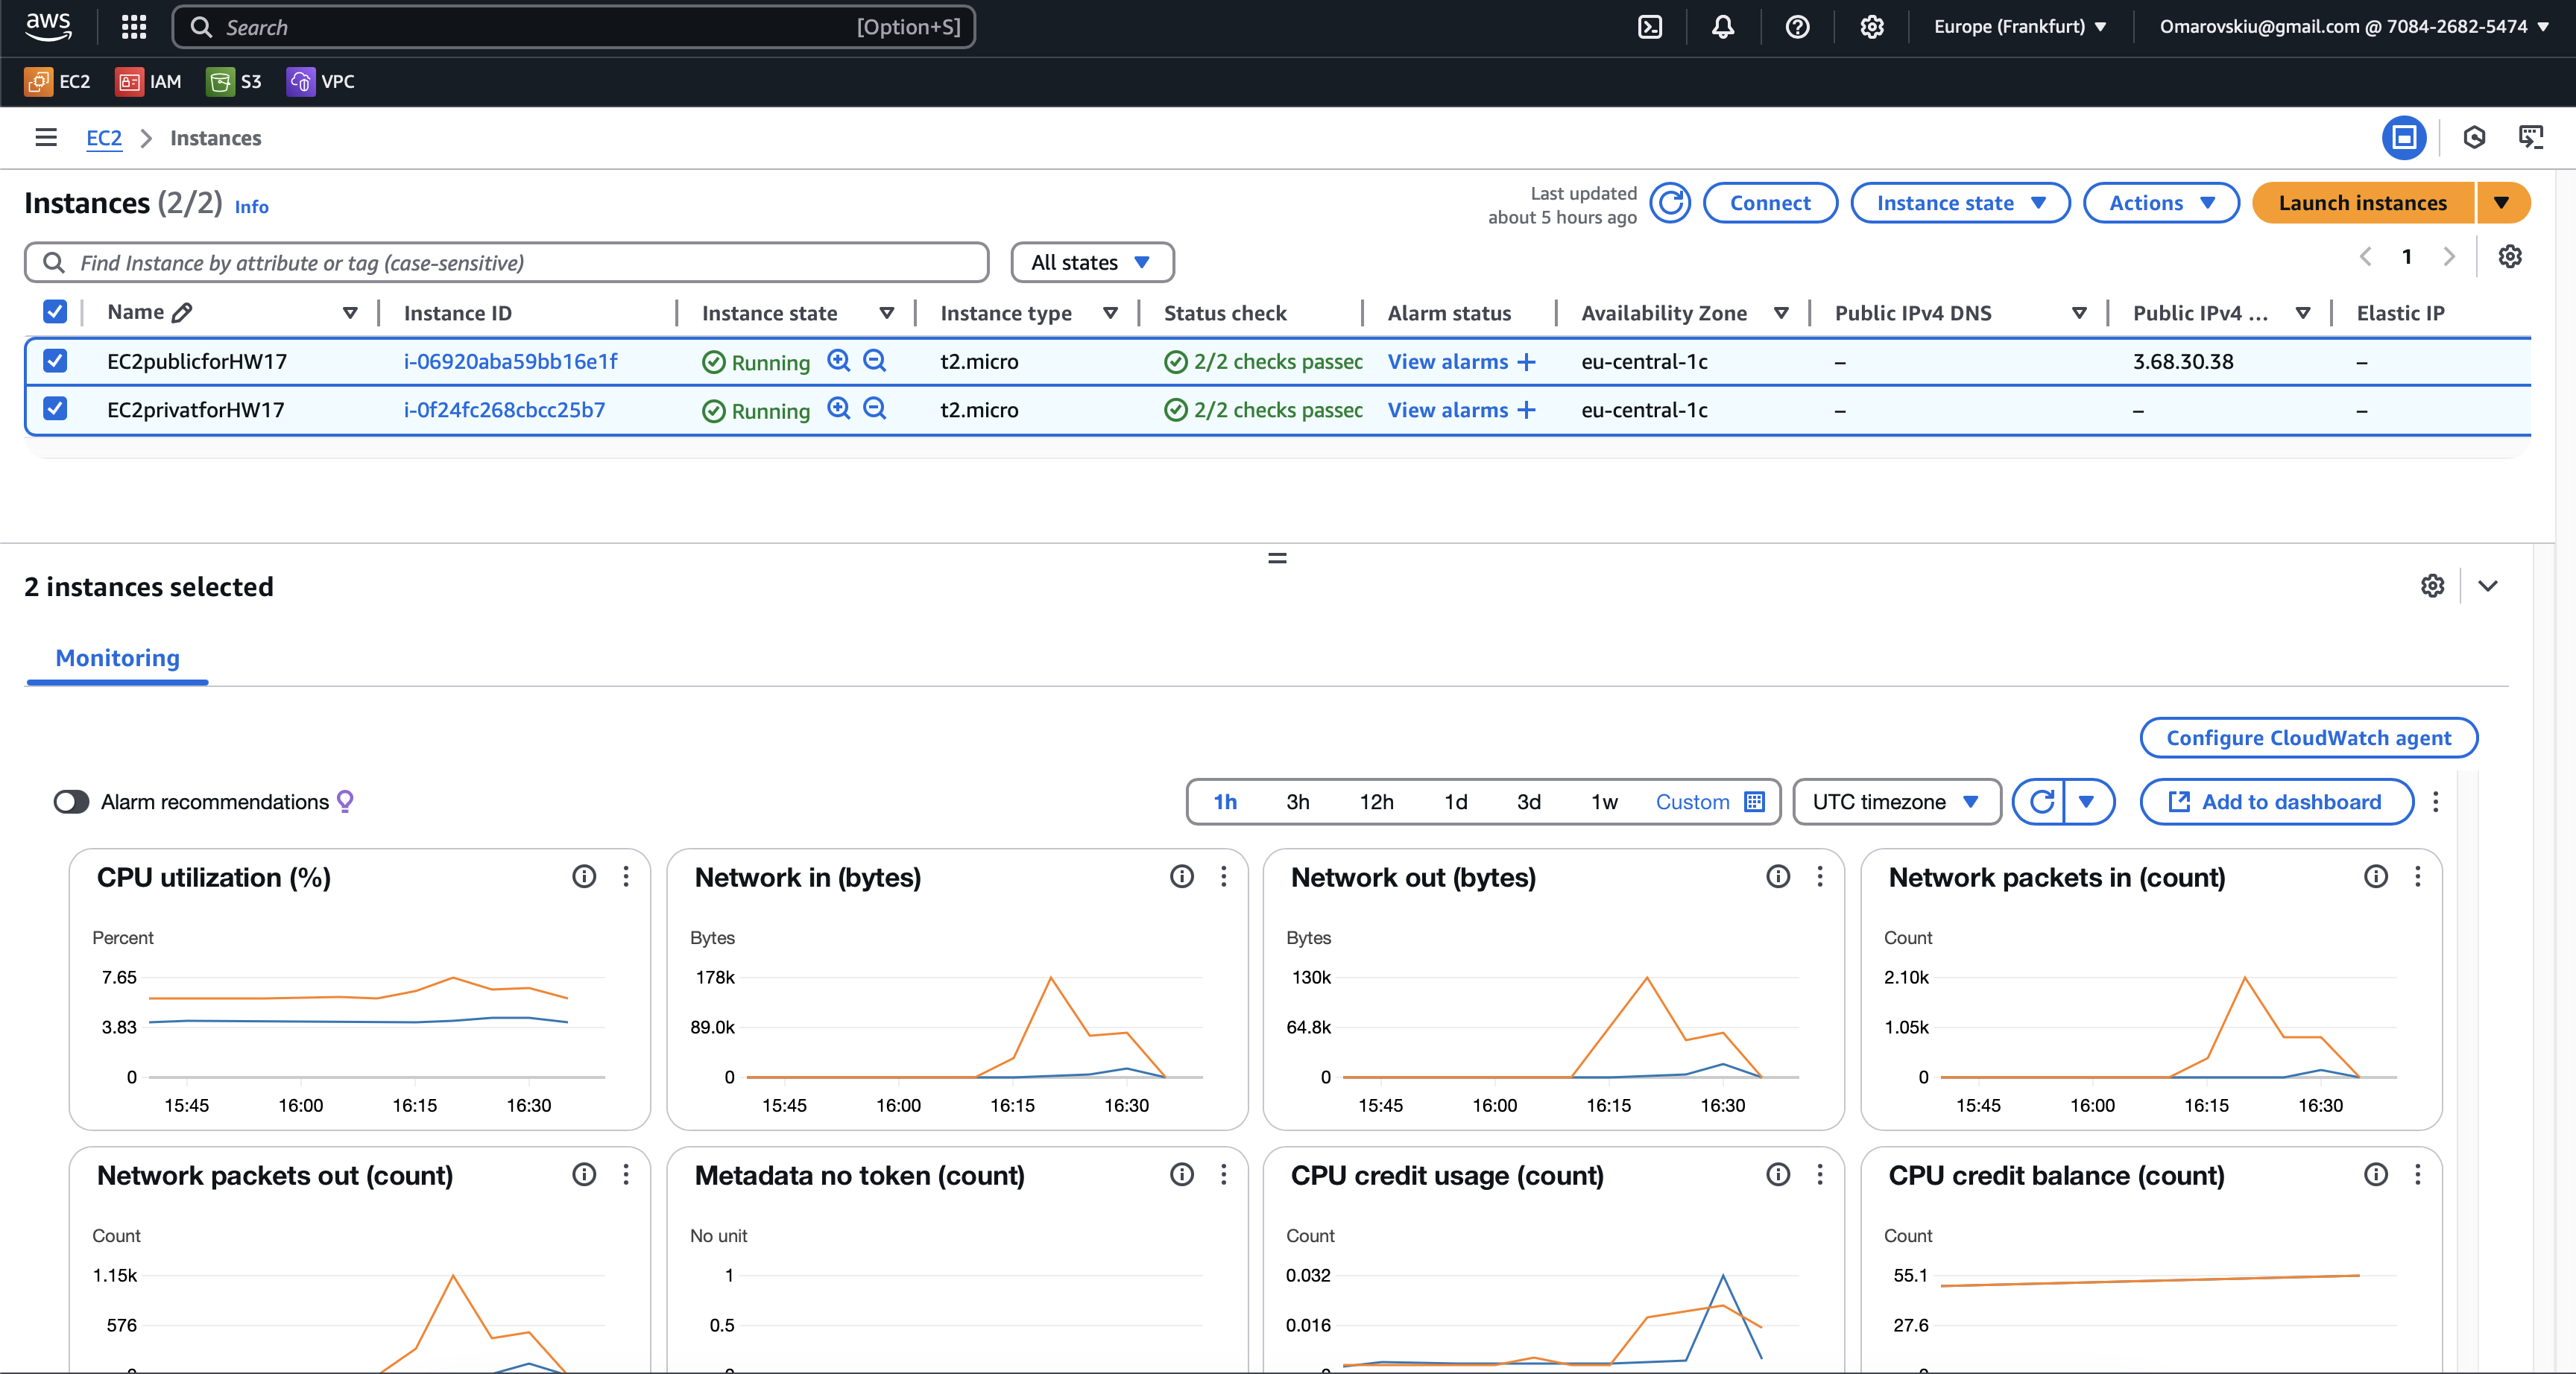 aws
Search [Option+S]
Europe (Frankfurt)
Omarovskiu@gmail.com @ 7084-2682-5474
EC2 IAM S3 VPC
EC2 Instances
Instances (2/2) Info
Last updated
about 5 hours ago
Connect Instance state Actions Launch instances
Find Instance by attribute or tag (case-sensitive) All states
1
Name Instance ID Instance state Instance type Status check Alarm status Availability Zone Public IPv4 DNS Public IPv4 ... Elastic IP
EC2publicforHW17 i-06920aba59bb16e1f Running t2.micro 2/2 checks passec View alarms + eu-central-1c – 3.68.30.38 –
EC2privatforHW17 i-0f24fc268cbcc25b7 Running t2.micro 2/2 checks passec View alarms + eu-central-1c – – –
2 instances selected
Monitoring
Configure CloudWatch agent
Alarm recommendations
1h 3h 12h 1d 3d 1w Custom UTC timezone Add to dashboard
CPU utilization (%)
Percent
7.65
3.83
0
15:45 16:00 16:15 16:30
Network in (bytes)
Bytes
178k
89.0k
0
15:45 16:00 16:15 16:30
Network out (bytes)
Bytes
130k
64.8k
0
15:45 16:00 16:15 16:30
Network packets in (count)
Count
2.10k
1.05k
0
15:45 16:00 16:15 16:30
Network packets out (count)
Count
1.15k
576
Metadata no token (count)
No unit
1
0.5
CPU credit usage (count)
Count
0.032
0.016
CPU credit balance (count)
Count
55.1
27.6